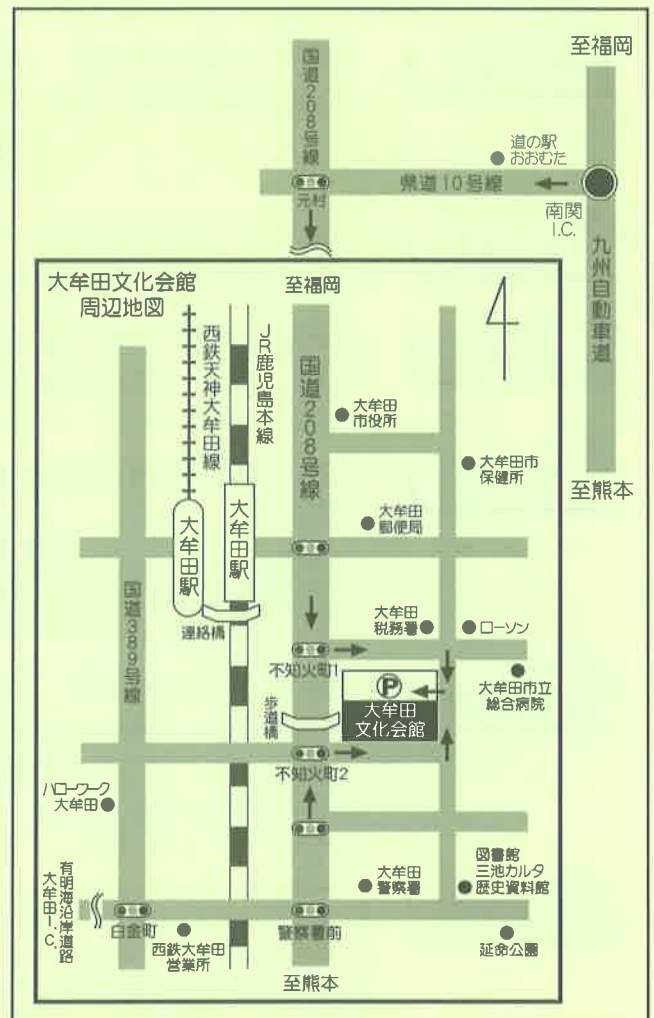 至福岡
国道208号線
道の駅
おおむた
県道10号線
元村
南関
I.C.
九州自動車道
至熊本
大牟田文化会館
周辺地図
至福岡
西鉄天神大牟田線
JR鹿児島本線
国道208号線
大牟田
市役所
大牟田市
保健所
大牟田駅
大牟田駅
大牟田
郵便局
国道389号線
連絡橋
大牟田
税務署
ローソン
不知火町1
大牟田市立
総合病院
P
大牟田
文化会館
歩道橋
不知火町2
ハローワーク
大牟田
図書館
三池カルタ
歴史資料館
大牟田
警察署
有明海沿岸道路
大牟田I.C.
白金町
西鉄大牟田
営業所
警察署前
延命公園
至熊本